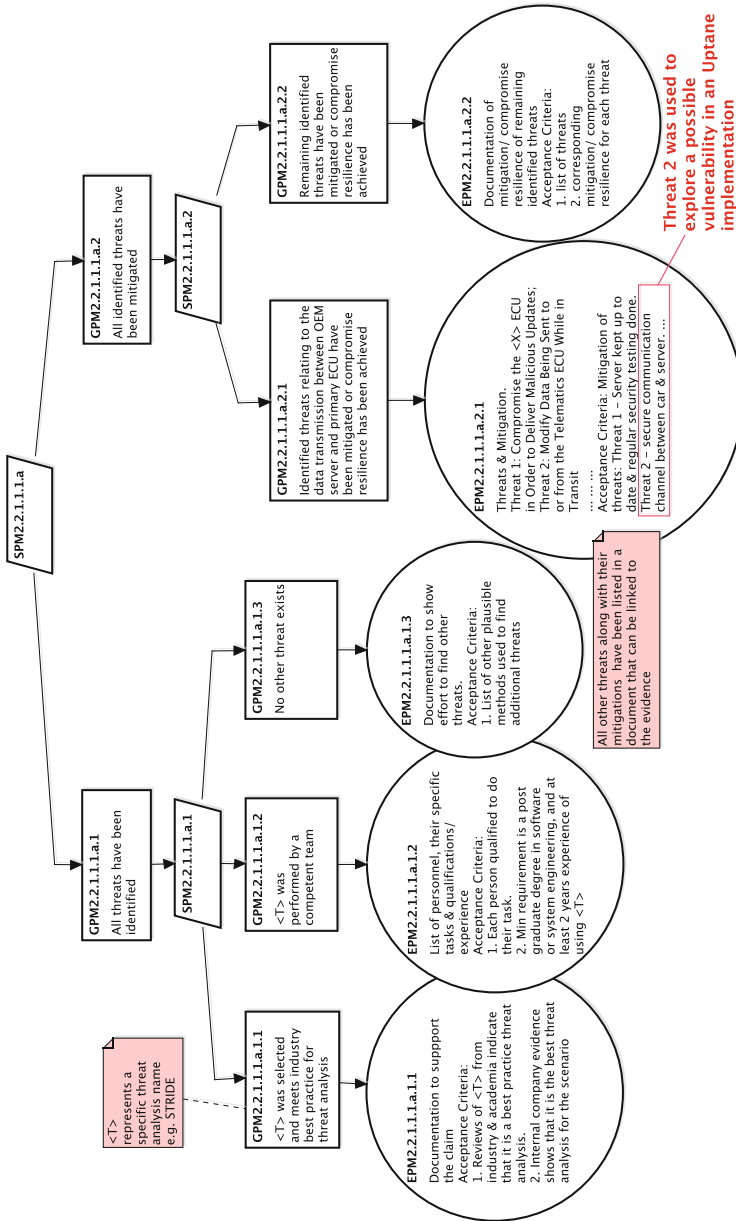 SPM2.2.1.1.1.a
GPM2.2.1.1.1.a.1
All threats have been
identified
GPM2.2.1.1.1.a.2
All identified threats have
been mitigated
<T>
represents a
specific threat
analysis name
e.g. STRIDE
SPM2.2.1.1.1.a.1
SPM2.2.1.1.1.a.2
GPM2.2.1.1.1.a.1.1
<T> was selected
and meets industry
best practice for
threat analysis
GPM2.2.1.1.1.a.1.2
<T> was
performed by a
competent team
GPM2.2.1.1.1.a.1.3
No other threat exists
GPM2.2.1.1.1.a.2.1
Identified threats relating to the
data transmission between OEM
server and primary ECU have
been mitigated or compromise
resilience has been achieved
GPM2.2.1.1.1.a.2.2
Remaining identified
threats have been
mitigated or compromise
resilience has been
achieved
EPM2.2.1.1.1.a.1.1
Documentation to suppport
the claim
Acceptance Criteria:
1. Reviews of <T> from
industry & academia indicate
that it is a best practice threat
analysis.
2. Internal company evidence
shows that it is the best threat
analysis for the scenario
EPM2.2.1.1.1.a.1.2
List of personnel, their specific
tasks & qualifications/
experience
Acceptance Criteria:
1. Each person qualified to do
their task.
2. Min requirement is a post
graduate degree in software
or system engineering, and at
least 2 years experience of
using <T>
EPM2.2.1.1.1.a.1.3
Documentation to show
effort to find other
threats.
Acceptance Criteria:
1. List of other plausible
methods used to find
additional threats
EPM2.2.1.1.1.a.2.1
Threats & Mitigation.
Threat 1: Compromise the <X> ECU
in Order to Deliver Malicious Updates;
Threat 2: Modify Data Being Sent to
or from the Telematics ECU While in
Transit
... ... ...
Acceptance Criteria: Mitigation of
threats: Threat 1 – Server kept up to
date & regular security testing done.
Threat 2 – secure communication
channel between car & server. ...
EPM2.2.1.1.1.a.2.2
Documentation of
mitigation/ compromise
resilience of remaining
identified threats
Acceptance Criteria:
1. list of threats
2. corresponding
mitigation/ compromise
resilience for each threat
All other threats along with their
mitigations have been listed in a
document that can be linked to
the evidence
Threat 2 was used to
explore a possible
vulnerability in an Uptane
implementation